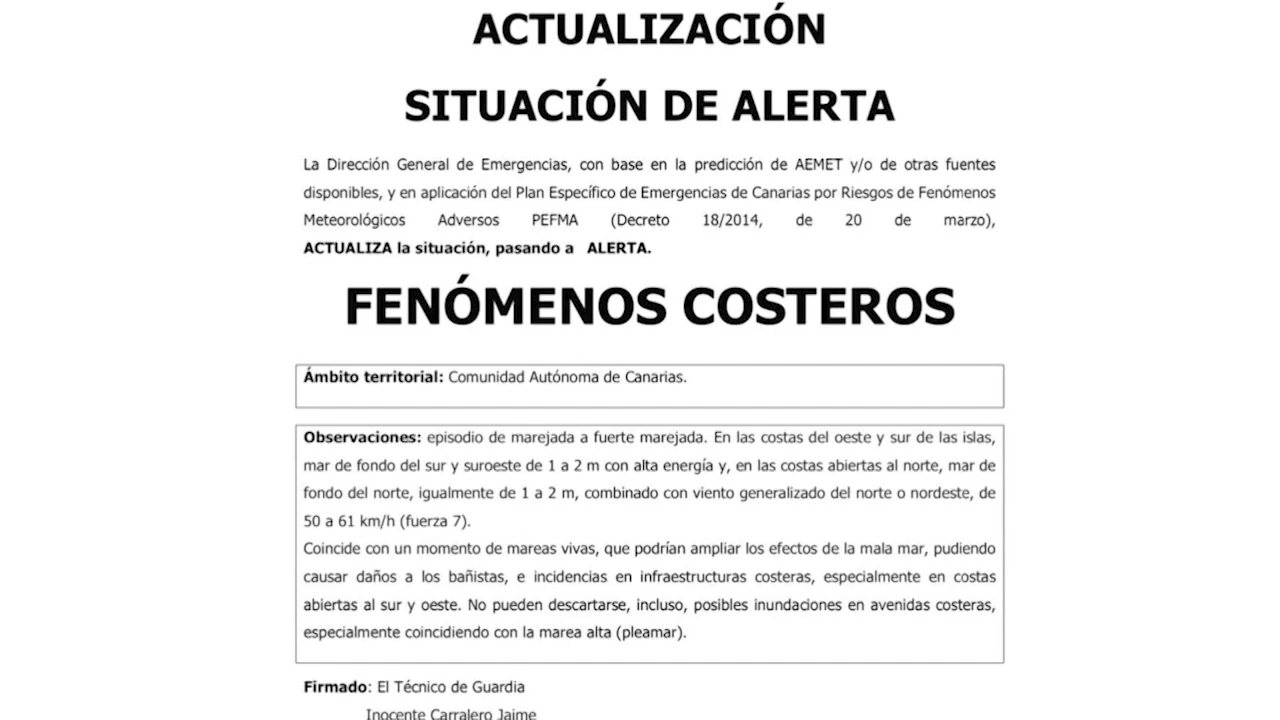 ACTUALIZACIÓN
SITUACIÓN DE ALERTA
La Dirección General de Emergencias, con base en la predicción de AEMET y/o de otras fuentes
disponibles, y en aplicación del Plan Específico de Emergencias de Canarias por Riesgos de Fenómenos
Meteorológicos Adversos PEFMA (Decreto 18/2014, de 20 de marzo),
ACTUALIZA la situación, pasando a ALERTA.
FENÓMENOS COSTEROS
Ámbito territorial: Comunidad Autónoma de Canarias.
Observaciones: episodio de marejada a fuerte marejada. En las costas del oeste y sur de las islas,
mar de fondo del sur y suroeste de 1 a 2 m con alta energía y, en las costas abiertas al norte, mar de
fondo del norte, igualmente de 1 a 2 m, combinado con viento generalizado del norte o nordeste, de
50 a 61 km/h (fuerza 7).
Coincide con un momento de mareas vivas, que podrían ampliar los efectos de la mala mar, pudiendo
causar daños a los bañistas, e incidencias en infraestructuras costeras, especialmente en costas
abiertas al sur y oeste. No pueden descartarse, incluso, posibles inundaciones en avenidas costeras,
especialmente coincidiendo con la marea alta (pleamar).
Firmado: El Técnico de Guardia
Inocente Carralero Jaime